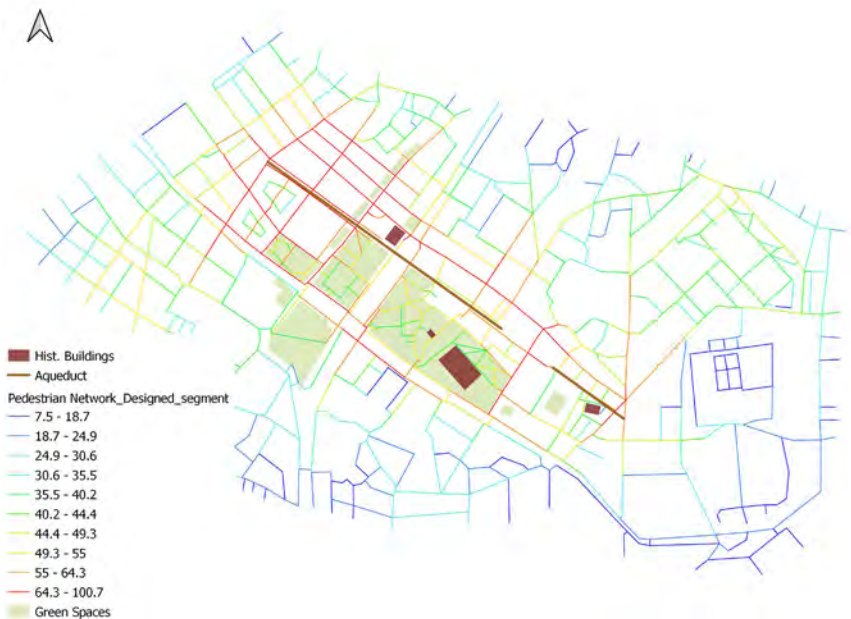 Hist. Buildings
Aqueduct
Pedestrian Network_Designed_segment
7.5 - 18.7
18.7 - 24.9
24.9 - 30.6
30.6 - 35.5
35.5 - 40.2
40.2 - 44.4
44.4 - 49.3
49.3 - 55
55 - 64.3
64.3 - 100.7
Green Spaces